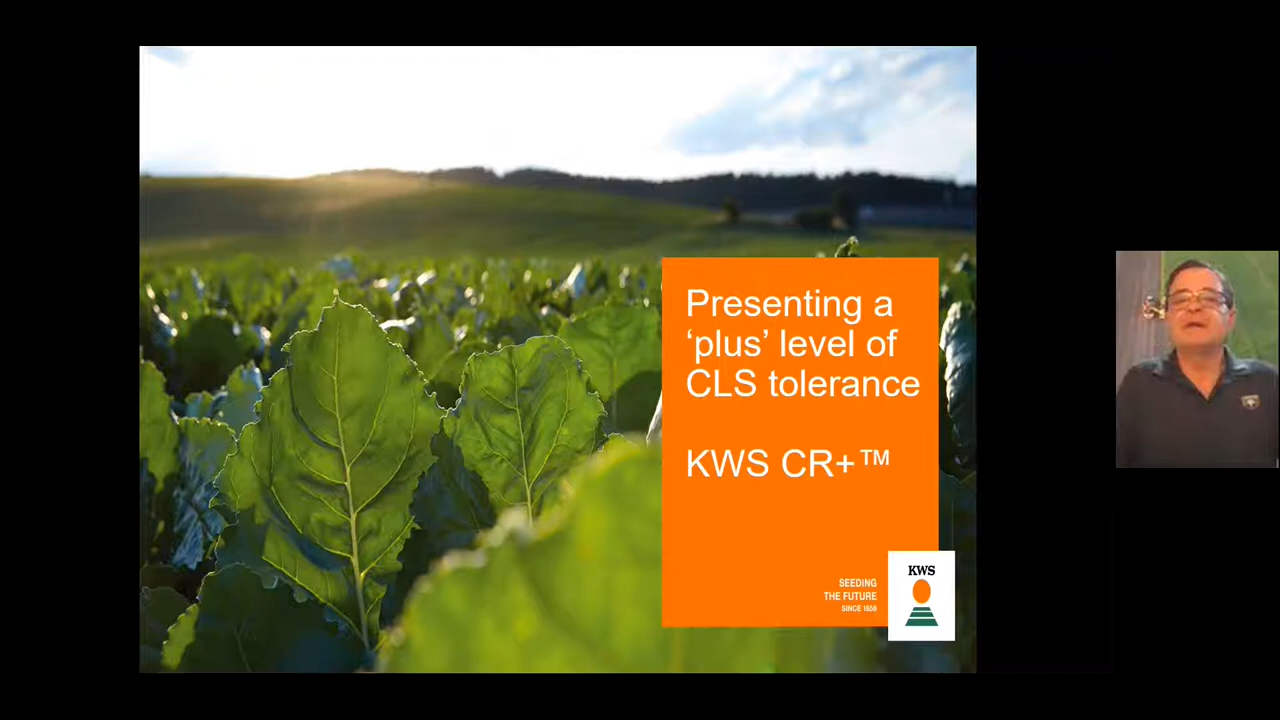 Presenting a
‘plus’ level of
CLS tolerance
KWS CR+™
SEEDING
THE FUTURE
SINCE 1856
KWS